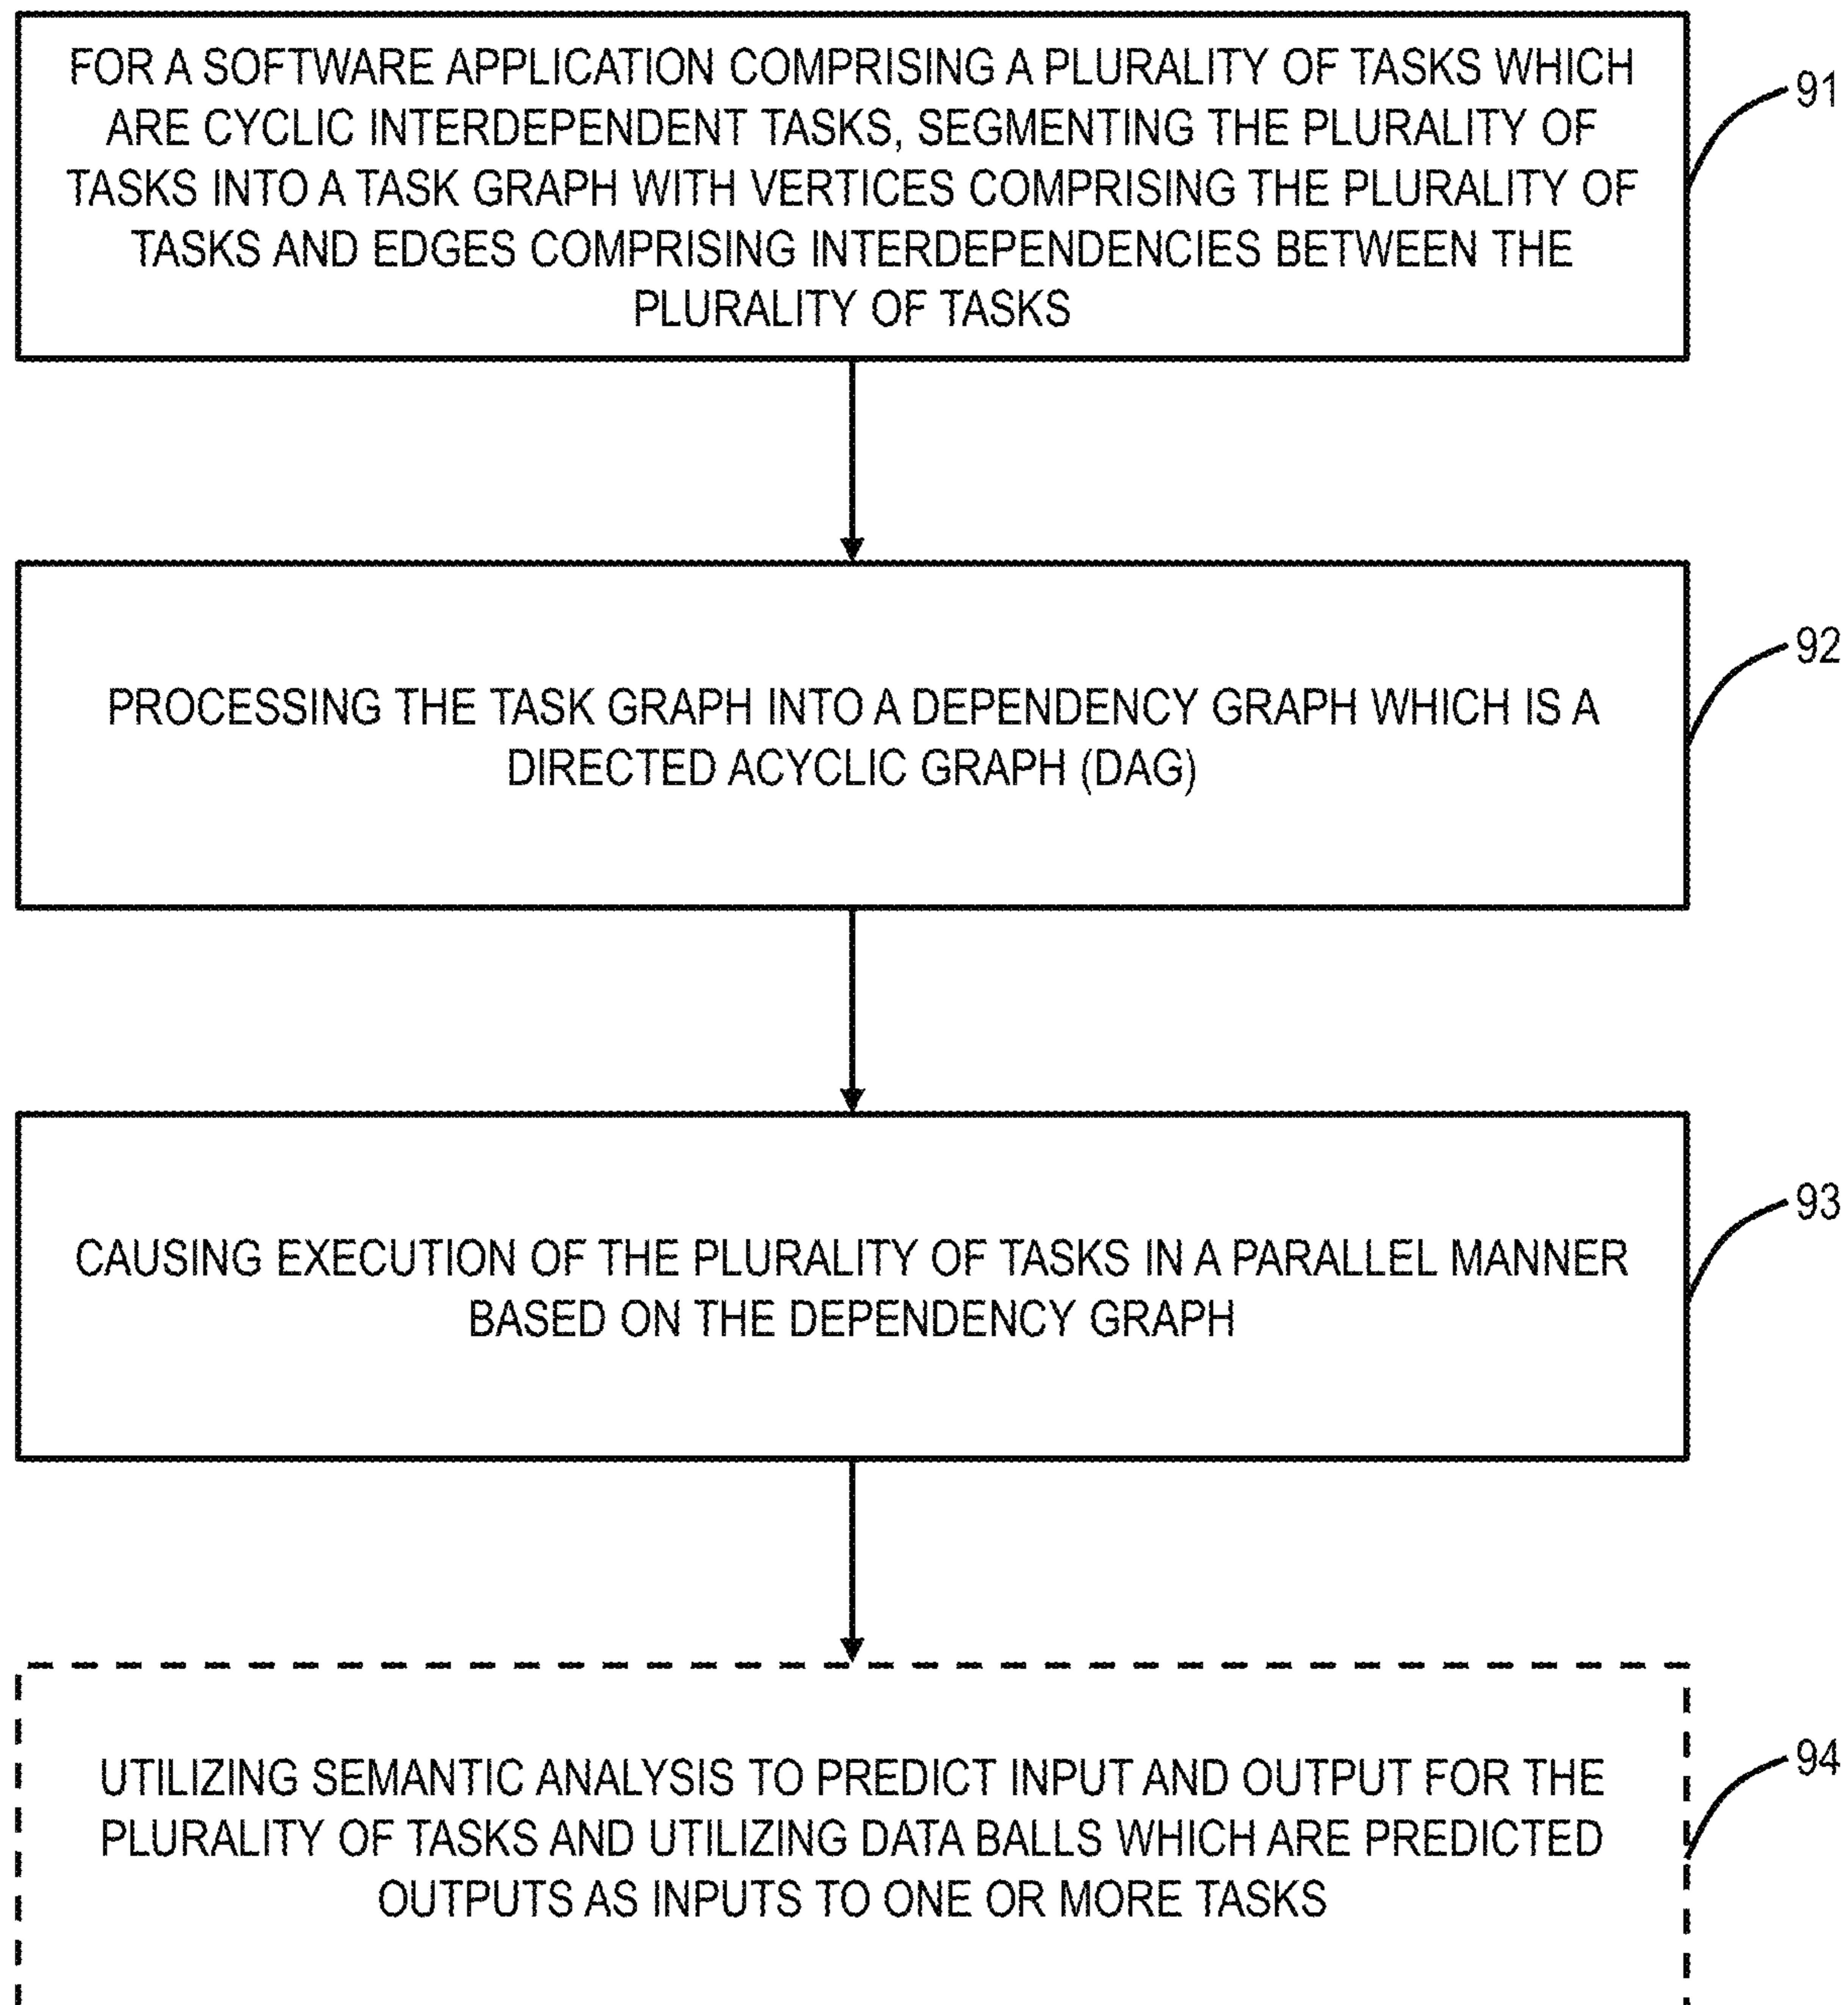 FOR A SOFTWARE APPLICATION COMPRISING A PLURALITY OF TASKS WHICH
ARE CYCLIC INTERDEPENDENT TASKS, SEGMENTING THE PLURALITY OF
TASKS INTO A TASK GRAPH WITH VERTICES COMPRISING THE PLURALITY OF
TASKS AND EDGES COMPRISING INTERDEPENDENCIES BETWEEN THE
PLURALITY OF TASKS
91
PROCESSING THE TASK GRAPH INTO A DEPENDENCY GRAPH WHICH IS A
DIRECTED ACYCLIC GRAPH (DAG)
92
CAUSING EXECUTION OF THE PLURALITY OF TASKS IN A PARALLEL MANNER
BASED ON THE DEPENDENCY GRAPH
93
UTILIZING SEMANTIC ANALYSIS TO PREDICT INPUT AND OUTPUT FOR THE
PLURALITY OF TASKS AND UTILIZING DATA BALLS WHICH ARE PREDICTED
OUTPUTS AS INPUTS TO ONE OR MORE TASKS
94